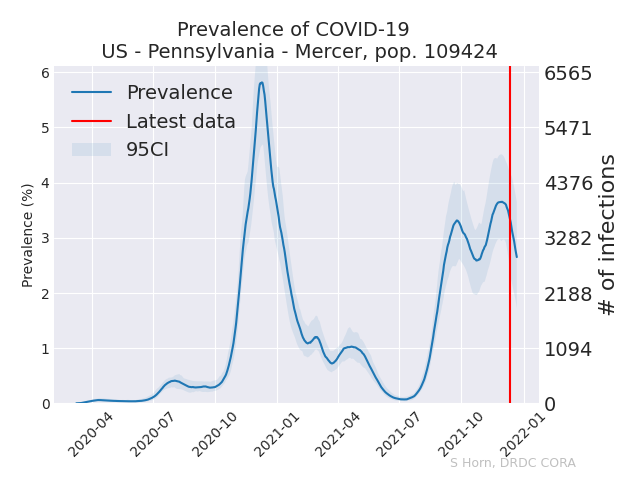 Prevalence of COVID-19
US - Pennsylvania - Mercer, pop. 109424
Prevalence
Latest data
95CI
Prevalence (%)
6
5
4
3
2
1
0
6565
5471
4376
3282
2188
1094
0
# of infections
2020-04
2020-07
2020-10
2021-01
2021-04
2021-07
2021-10
2022-01
S Horn, DRDC CORA